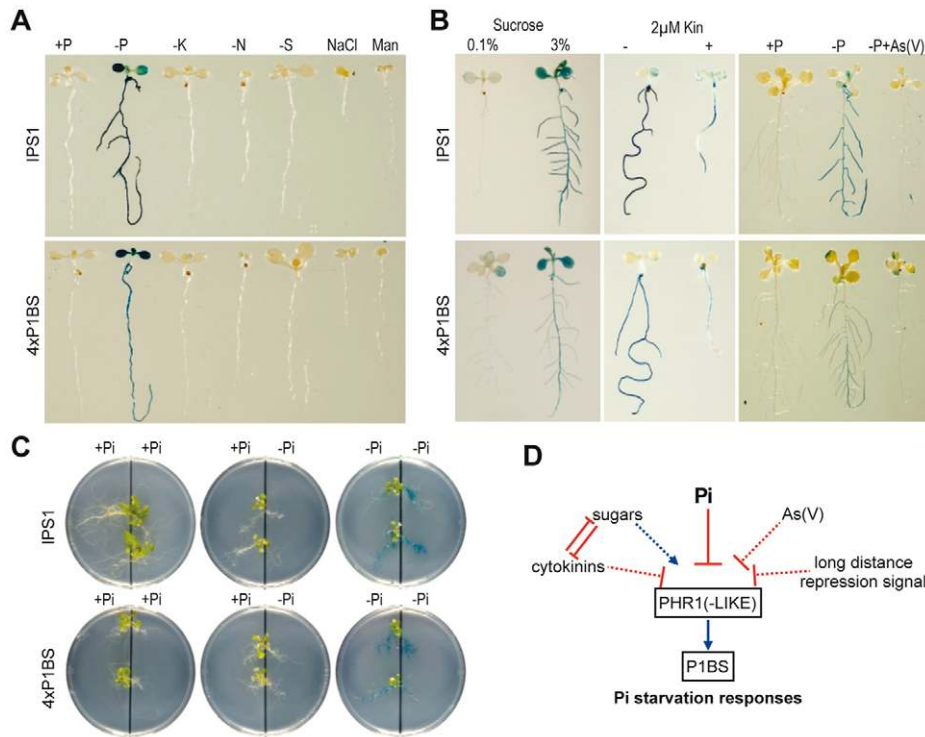 A
+P -P -K -N -S NaCl Man
IPS1
4xP1BS
B
Sucrose 2µM Kin
0.1% 3% - + +P -P -P+As(V)
IPS1
4xP1BS
C
+Pi +Pi +Pi -Pi -Pi -Pi
IPS1
+Pi +Pi +Pi -Pi -Pi -Pi
4xP1BS
D
Pi
sugars As(V)
cytokinins long distance
repression signal
PHR1(-LIKE)
P1BS
Pi starvation responses